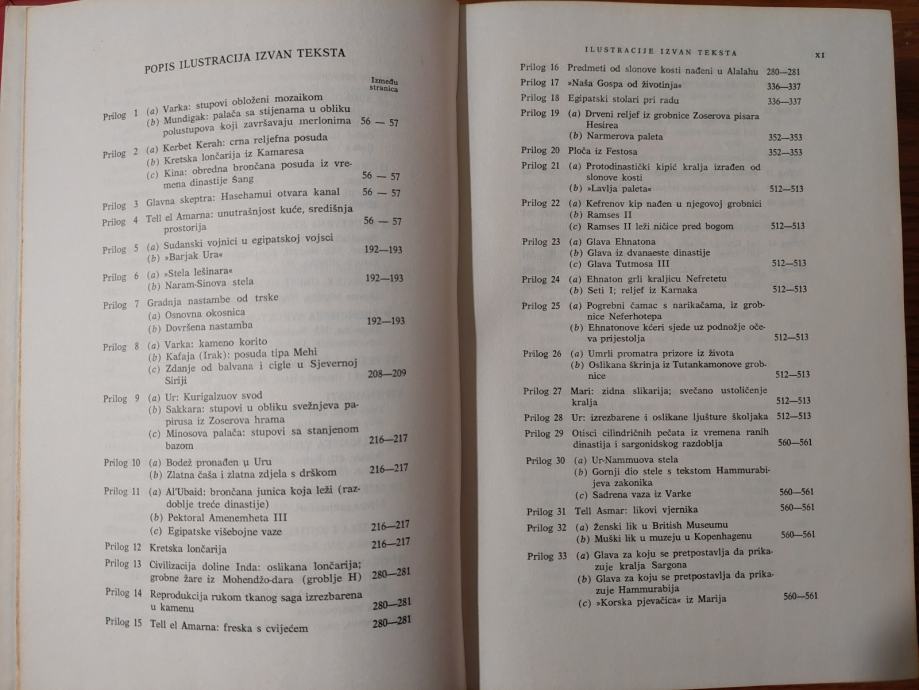 POPIS ILUSTRACIJA IZVAN TEKSTA
Između
stranica
Prilog 1 (a) Varka: stupovi obloženi mozaikom
(b) Mundigak: palača sa stijenama u obliku
polustupova koji završavaju merlonima 56 — 57
Prilog 2 (a) Kerbet Kerah: crna reljefna posuda
(b) Kretska lončarija iz Kamaresa
(c) Kina: obredna brončana posuda iz vre-
mena dinastije Šang 56 — 57
Prilog 3 Glavna skeptra: Hasehamui otvara kanal 56 — 57
Prilog 4 Tell el Amarna: unutrašnjost kuće, središnja
prostorija 56 — 57
Prilog 5 (a) Sudanski vojnici u egipatskoj vojsci
(b) »Barjak Ura« 192—193
Prilog 6 (a) »Stela lešinara«
(b) Naram-Sinova stela 192—193
Prilog 7 Gradnja nastambe od trske
(a) Osnovna okosnica
(b) Dovršena nastamba 192—193
Prilog 8 (a) Varka: kameno korito
(b) Kafaja (Irak): posuda tipa Mehi
(c) Zdanje od balvana i cigle u Sjevernoj
Siriji 208—209
Prilog 9 (a) Ur: Kurigalzuov svod
(b) Sakkara: stupovi u obliku svežnjeva pa-
pirusa iz Zoserova hrama
(c) Minosova palača: stupovi sa stanjenom
bazom 216—217
Prilog 10 (a) Bodež pronađen u Uru
(b) Zlatna čaša i zlatna zdjela s drškom 216—217
Prilog 11 (a) Al'Ubaid: brončana junica koja leži (raz-
doblje treće dinastije)
(b) Pektoral Amenemheta III
(c) Egipatske višebojne vaze 216—217
Prilog 12 Kretska lončarija 216—217
Prilog 13 Civilizacija doline Inda: oslikana lončarija;
grobne žare iz Mohendžo-dara (groblje H) 280—281
Prilog 14 Reprodukcija rukom tkanog saga izrezbarena
u kamenu 280—281
Prilog 15 Tell el Amarna: freska s cvijećem 280—281
ILUSTRACIJE IZVAN TEKSTA XI
Prilog 16 Predmeti od slonove kosti nađeni u Alalahu 280—281
Prilog 17 »Naša Gospa od životinja« 336—337
Prilog 18 Egipatski stolari pri radu 336—337
Prilog 19 (a) Drveni reljef iz grobnice Zoserova pisara
Hesirea
(b) Narmerova paleta 352—353
Prilog 20 Ploča iz Festosa 352—353
Prilog 21 (a) Protodinastički kipić kralja izrađen od
slonove kosti
(b) »Lavlja paleta« 512—513
Prilog 22 (a) Kefrenov kip nađen u njegovoj grobnici
(b) Ramses II
(c) Ramses II leži ničice pred bogom 512—513
Prilog 23 (a) Glava Ehnatona
(b) Glava iz dvanaeste dinastije
(c) Glava Tutmosa III 512—513
Prilog 24 (a) Ehnaton grli kraljicu Nefretetu
(b) Seti I; reljef iz Karnaka 512—513
Prilog 25 (a) Pogrebni čamac s narikačama, iz grob-
nice Neferhotepa
(b) Ehnatonove kćeri sjede uz podnožje oče-
va prijestolja 512—513
Prilog 26 (a) Umrli promatra prizore iz života
(b) Oslikana škrinja iz Tutankamonove grob-
nice 512—513
Prilog 27 Mari: zidna slikarija; svečano ustoličenje
kralja 512—513
Prilog 28 Ur: izrezbarene i oslikane ljušture školjaka 512—513
Prilog 29 Otisci cilindričnih pečata iz vremena ranih
dinastija i sargonidskog razdoblja 560—561
Prilog 30 (a) Ur-Nammuova stela
(b) Gornji dio stele s tekstom Hammurabi-
jeva zakonika
(c) Sadrena vaza iz Varke 560—561
Prilog 31 Tell Asmar: likovi vjernika 560—561
Prilog 32 (a) Ženski lik u British Museumu
(b) Muški lik u muzeju u Kopenhagenu 560—561
Prilog 33 (a) Glava za koju se pretpostavlja da prika-
zuje kralja Sargona
(b) Glava za koju se pretpostavlja da prika-
zuje Hammurabija
(c) »Korska pjevačica« iz Marija 560—561